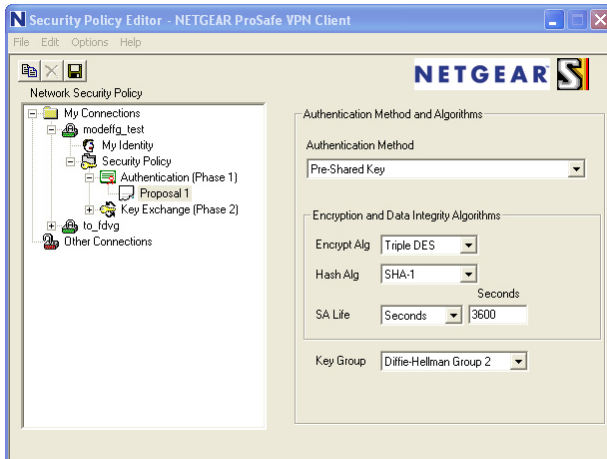 N Security Policy Editor - NETGEAR ProSafe VPN Client
File Edit Options Help
NETGEAR
Network Security Policy
My Connections
modeffg_test
My Identity
Security Policy
Authentication (Phase 1)
Proposal 1
Key Exchange (Phase 2)
to_fdvg
Other Connections
Authentication Method and Algorithms
Authentication Method
Pre-Shared Key
Encryption and Data Integrity Algorithms
Encrypt Alg Triple DES
Hash Alg SHA-1
Seconds
SA Life Seconds 3600
Key Group Diffie-Hellman Group 2